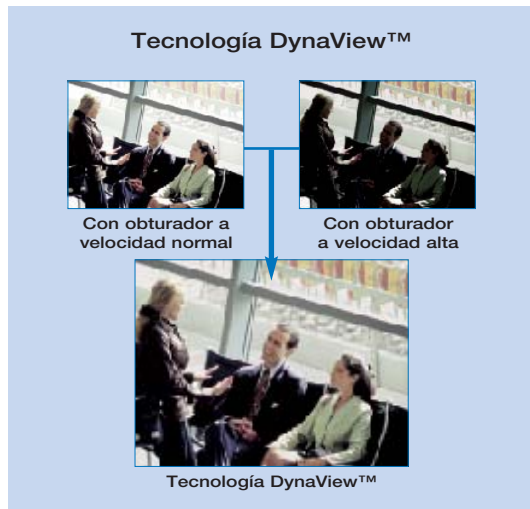 Tecnología DynaView™
Con obturador a
velocidad normal
Con obturador
a velocidad alta
Tecnología DynaView™